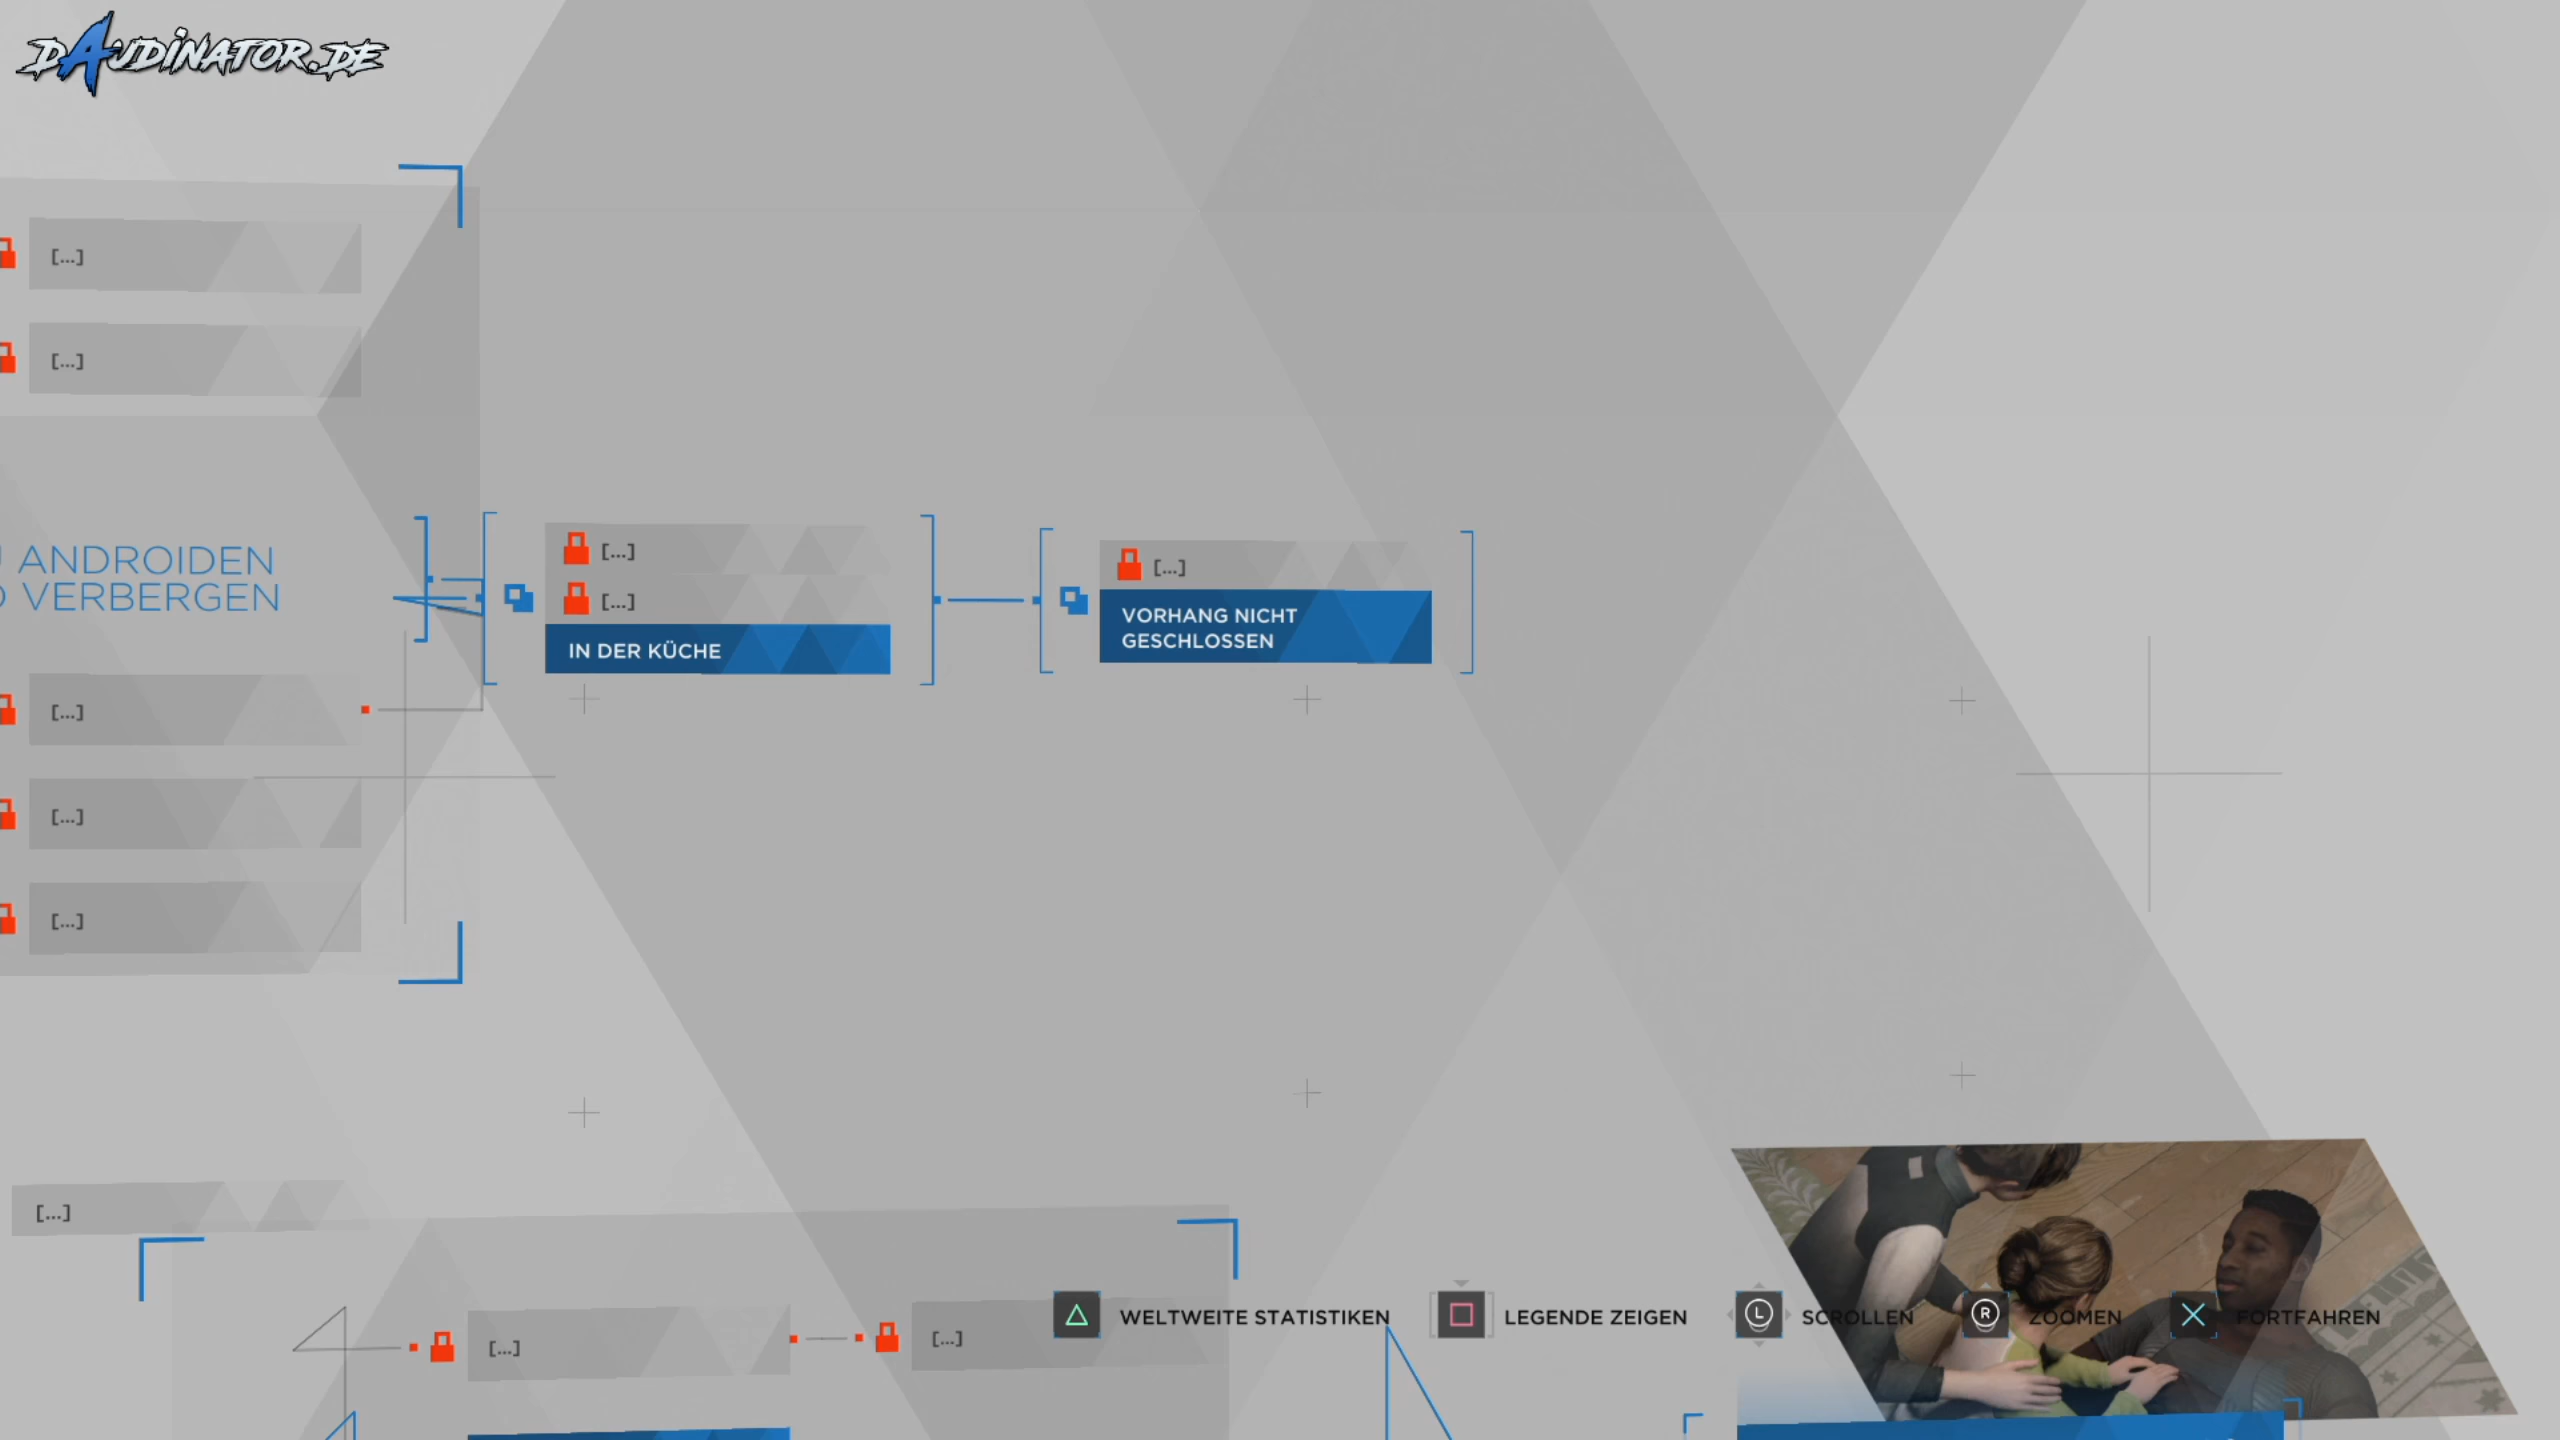 DAUDINATOR.DE
[...]
[...]
ANDROIDEN
VERBERGEN
[...]
[...]
IN DER KÜCHE
[...]
VORHANG NICHT
GESCHLOSSEN
[...]
[...]
[...]
[...]
[...]
[...]
WELTWEITE STATISTIKEN
LEGENDE ZEIGEN
L
SCROLLEN
R
ZOOMEN
FORTFAHREN